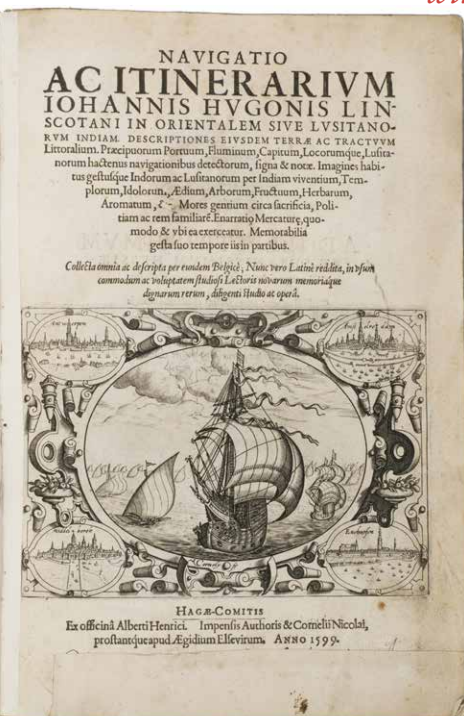 NAVIGATIO
AC ITINERARIVM
IOHANNIS HVGONIS LIN-
SCOTANI IN ORIENTALEM SIVE LVSITANO-
RVM INDIAM. DESCRIPTIONES EIVSDEM TERRÆ AC TRACTVVM
Littoralium. Præcipuorum Portuum, Fluminum, Capitum, Locorumque, Lusita-
norum hactenus navigationibus detectorum, signa & notæ. Imagines habi-
tus gestusque Indorum ac Lusitanorum per Indiam viventium, Tem-
plorum, Idolorum, Ædium, Arborum, Fructuum, Herbarum,
Aromatum, &c. Mores gentium circa sacrificia, Poli-
tiam ac rem familiarē. Enarratio Mercaturæ, quo-
modo & vbi ea exerceatur. Memorabilia
gesta suo tempore iis in partibus.
Collecta omnia ac descripta per eundem Belgicè, Nunc vero Latinè reddita, in vsum
commodum ac voluptatem studiosi Lectoris novarum memoriaque
dignarum rerum, diligenti studio ac operâ.
Antwerpen
Amsterdam
HAGÆ-COMITIS
Ex officinâ Alberti Henrici. Impensis Authoris & Cornelii Nicolai,
prostantque apud Ægidium Elsevirum. ANNO 1599.